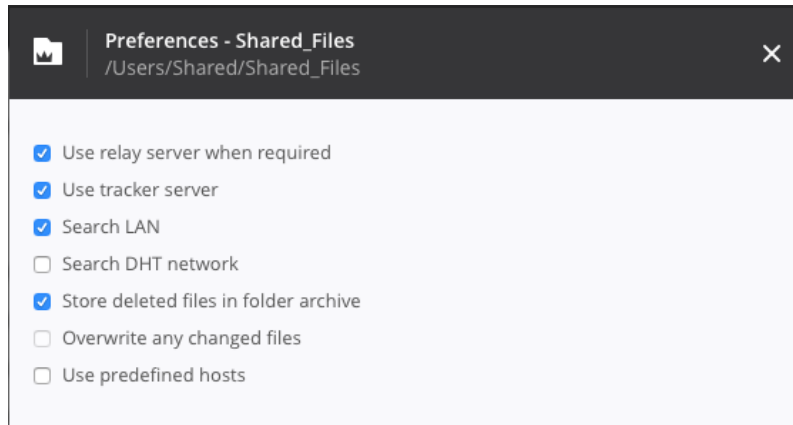 Preferences - Shared_Files
/Users/Shared/Shared_Files
Use relay server when required
Use tracker server
Search LAN
Search DHT network
Store deleted files in folder archive
Overwrite any changed files
Use predefined hosts